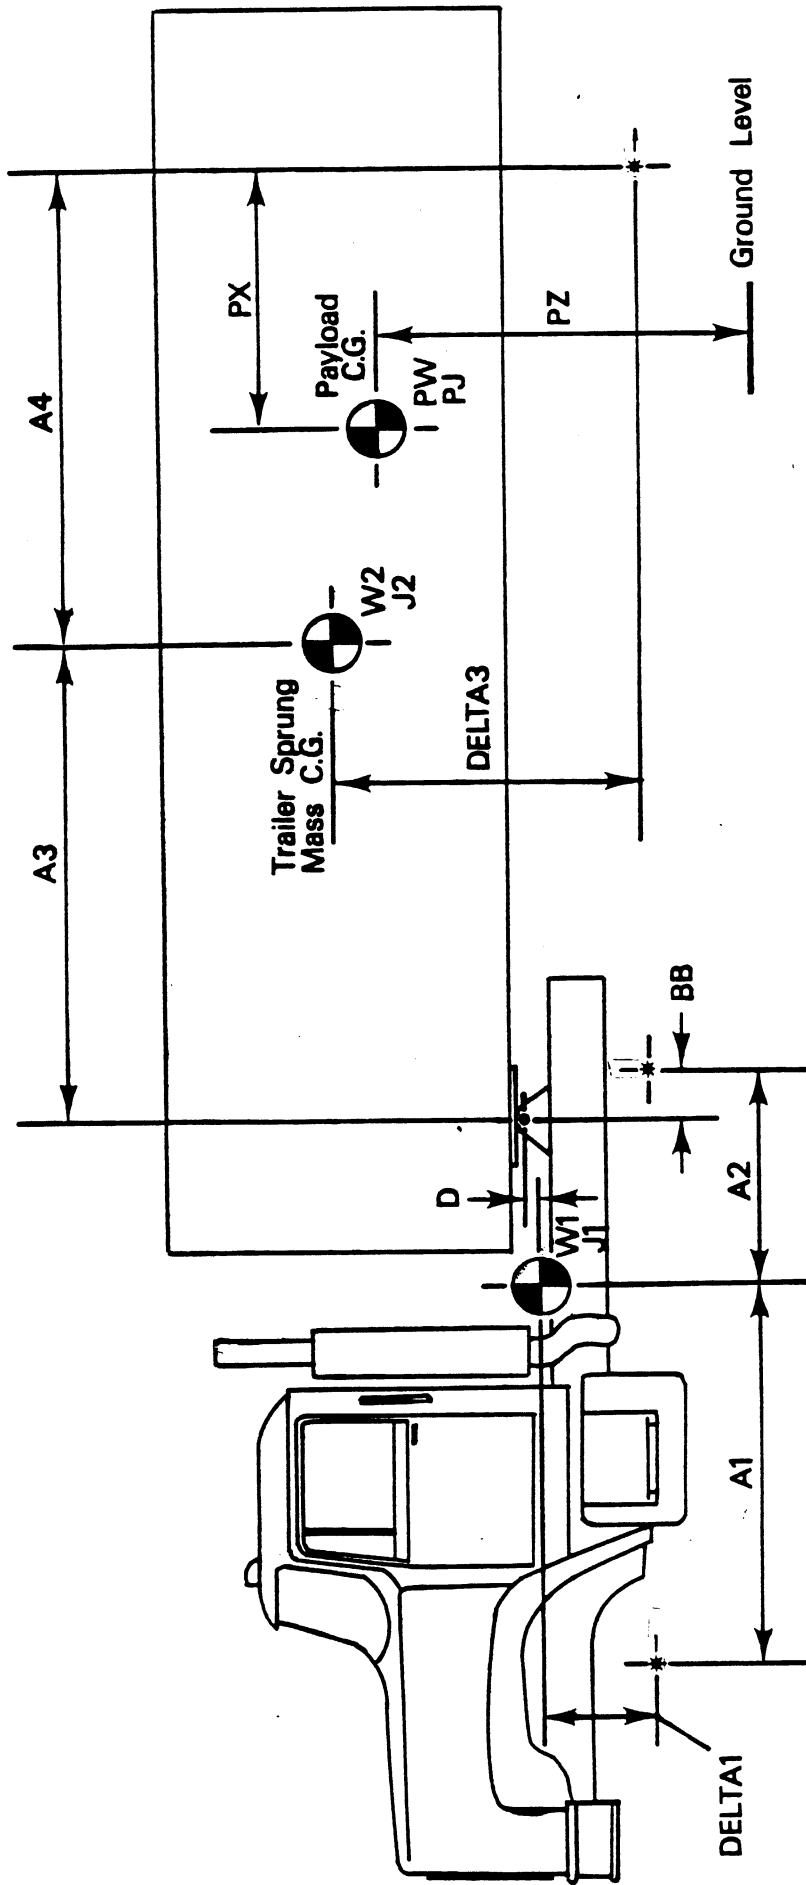 A3
A4
PX
Trailer Sprung
Mass C.G.
W2
J2
Payload
C.G.
PW
PJ
DELTA3
PZ
Ground Level
D
W1
J1
BB
A1
A2
DELTA1